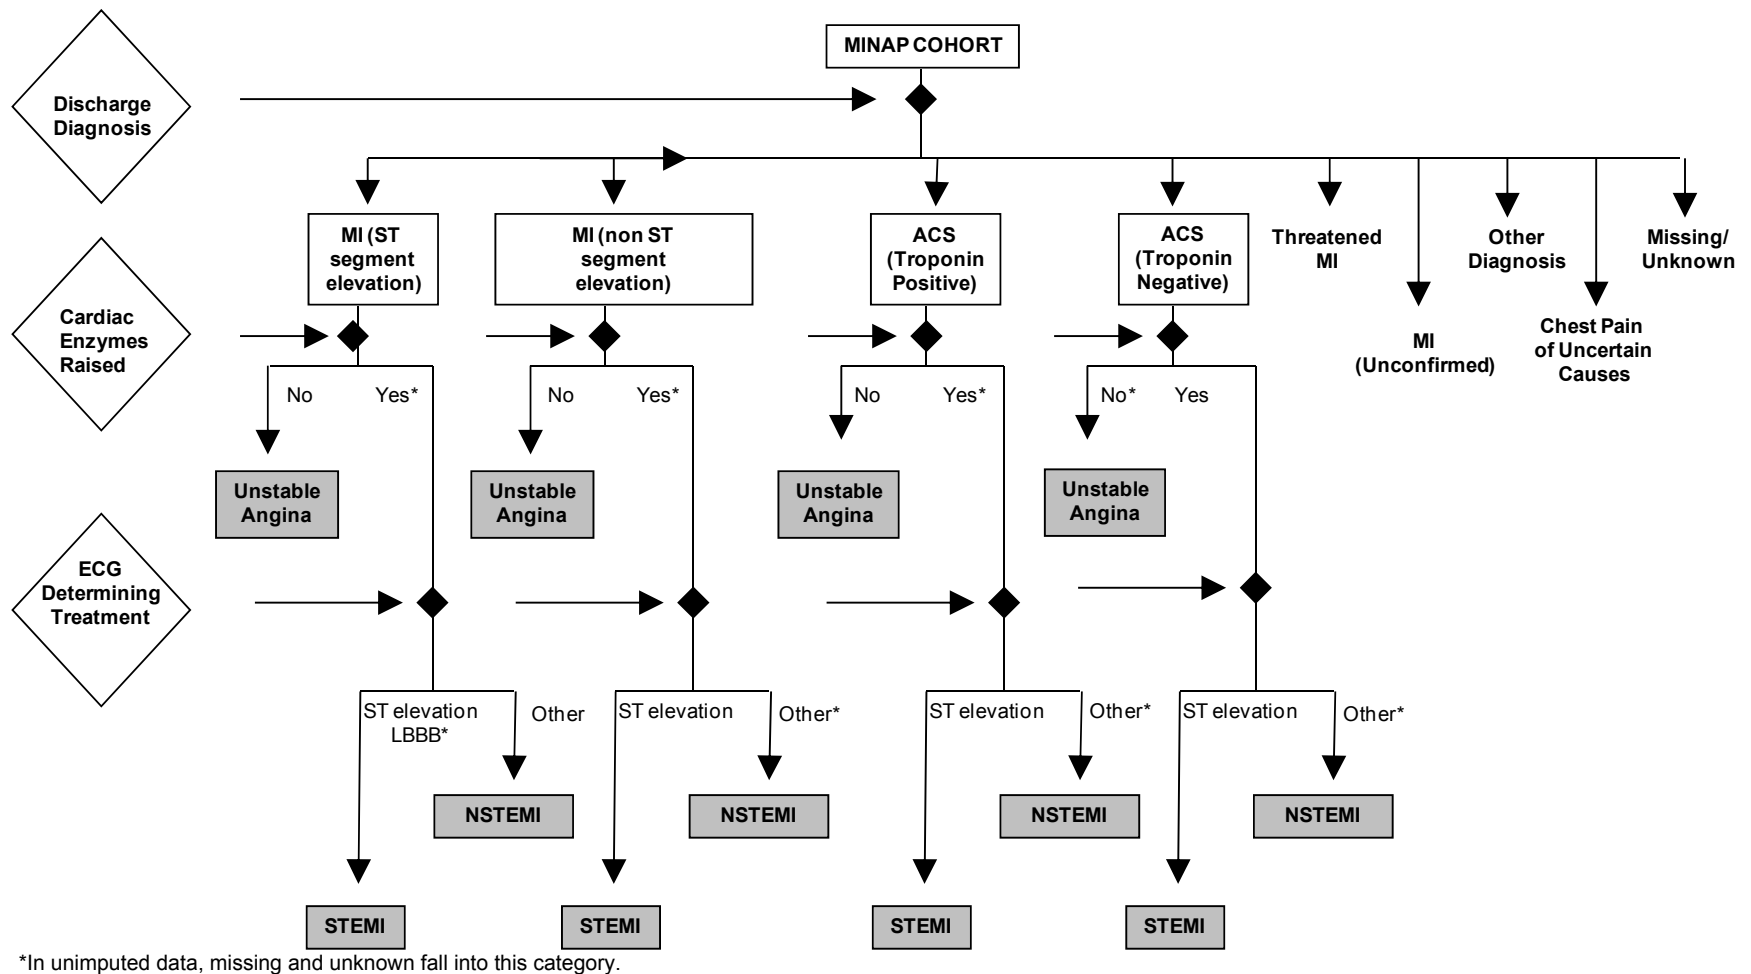 MINAP COHORT
Discharge
Diagnosis
MI (ST
segment
elevation)
MI (non ST
segment
elevation)
ACS
(Troponin
Positive)
ACS
(Troponin
Negative)
Threatened
MI
MI
(Unconfirmed)
Other
Diagnosis
Chest Pain
of Uncertain
Causes
Missing/
Unknown
Cardiac
Enzymes
Raised
No
Yes*
No
Yes*
No
Yes*
No*
Yes
Unstable
Angina
Unstable
Angina
Unstable
Angina
Unstable
Angina
ECG
Determining
Treatment
ST elevation
LBBB*
Other
ST elevation
Other*
ST elevation
Other*
ST elevation
Other*
NSTEMI
NSTEMI
NSTEMI
NSTEMI
STEMI
STEMI
STEMI
STEMI
*In unimputed data, missing and unknown fall into this category.